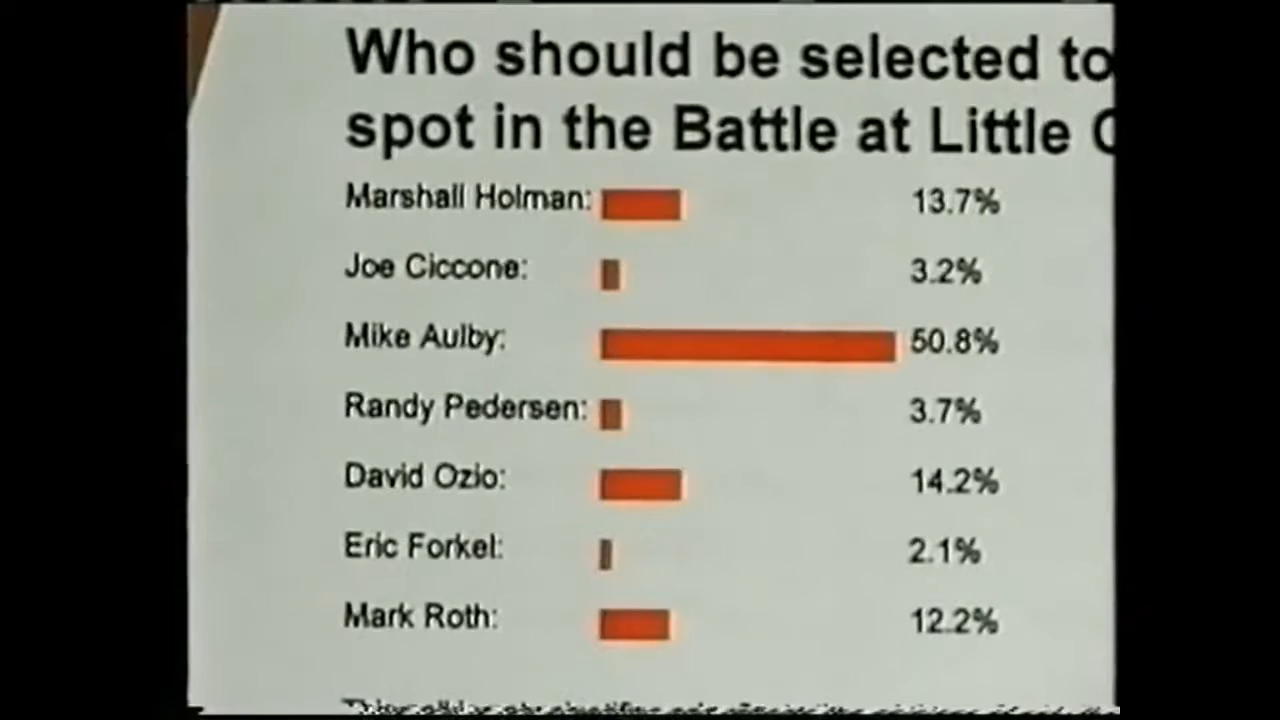 Who should be selected to
spot in the Battle at Little
Marshall Holman: 13.7%
Joe Ciccone: 3.2%
Mike Aulby: 50.8%
Randy Pedersen: 3.7%
David Ozio: 14.2%
Eric Forkel: 2.1%
Mark Roth: 12.2%